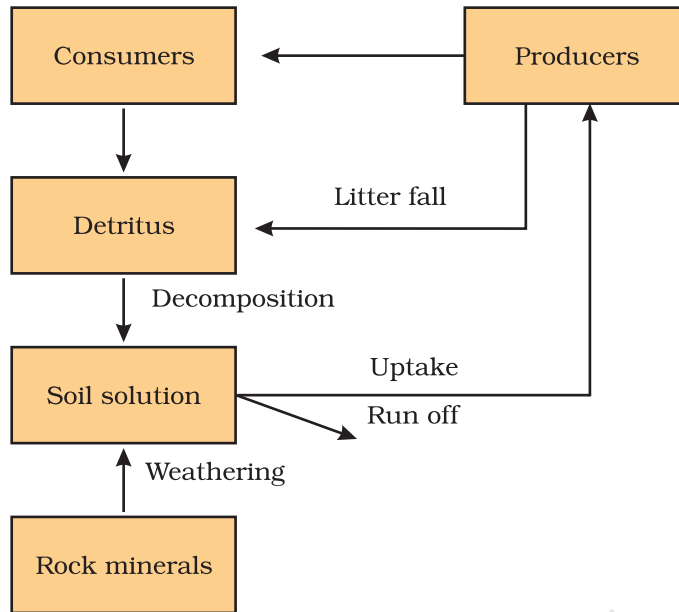 Consumers
Producers
Litter fall
Detritus
Decomposition
Uptake
Soil solution
Run off
Weathering
Rock minerals